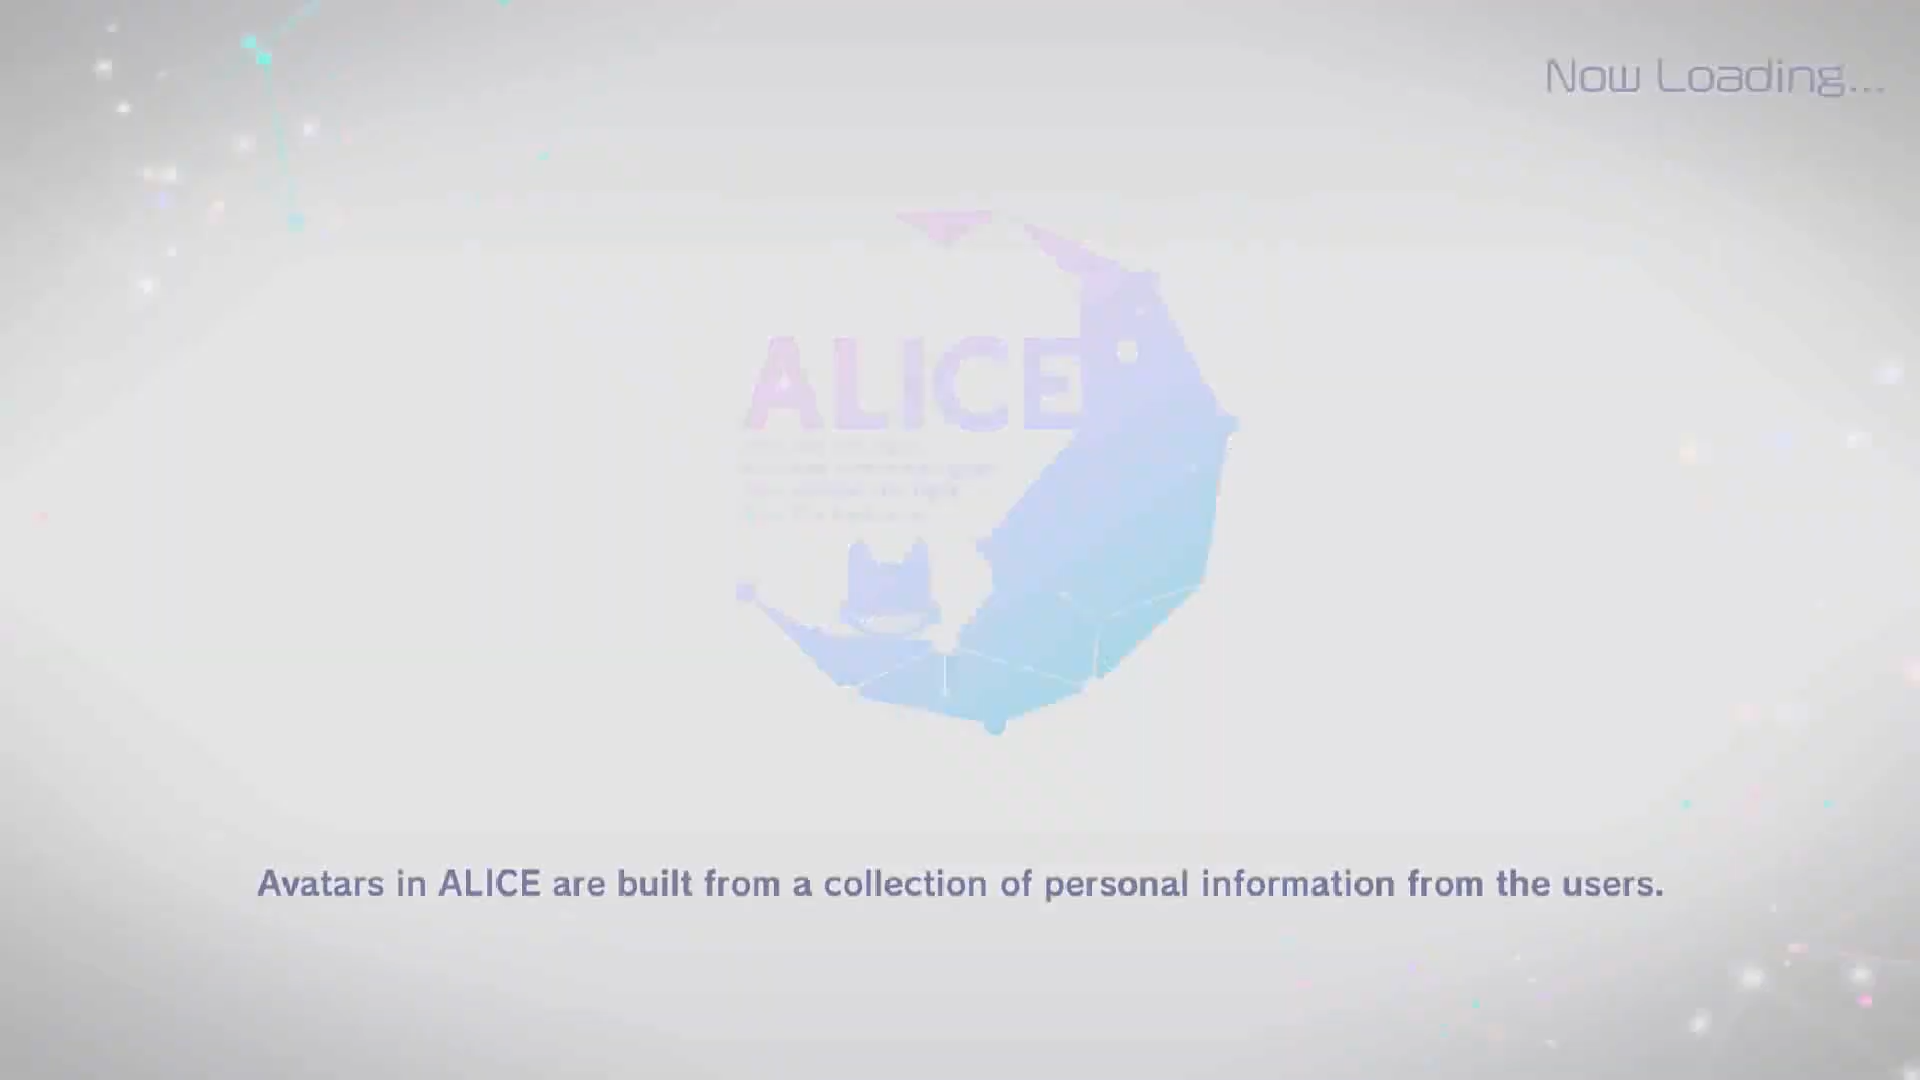 Now Loading...
ALICE
Avatars in ALICE are built from a collection of personal information from the users.